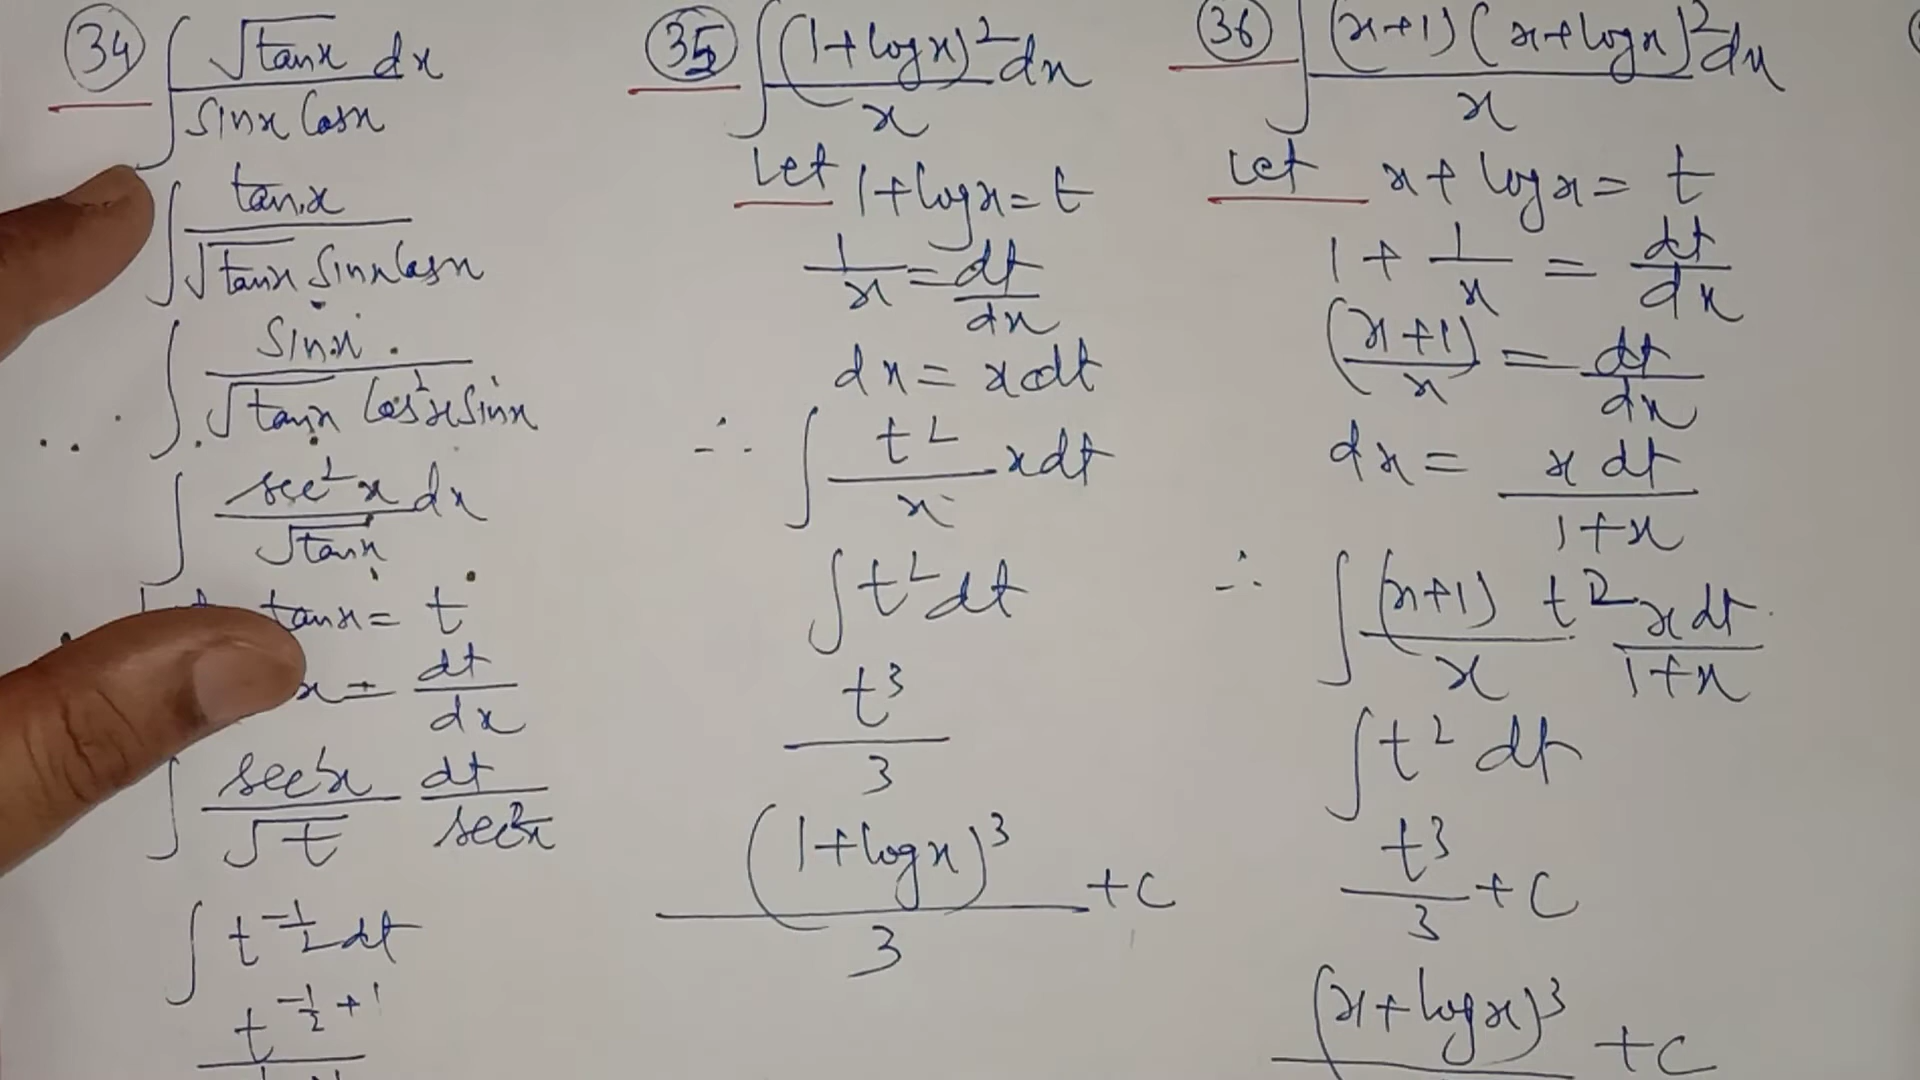 34 ∫ √tanx dx
sinx cosx
∫ tanx
√tanx sinx cosx
∫ sinx
√tanx cos²x sinx
∫ sec²x dx
√tanx
tanx = t
x = dt
dx
∫ sec²x dt
√t sec²x
∫ t^-1/2 dt
t^-1/2 + 1
35 ∫ (1+logx)² dx
x
Let 1+logx = t
1/x = dt
dx
dx = xdt
∴ ∫ t² xdt
x
∫ t² dt
t³
3
(1+logx)³ + c
3
36 ∫ (x+1)(x+logx)² dx
x
Let x+logx = t
1 + 1/x = dt
dx
(x+1) = dt
x dx
dx = x dt
1+x
∴ ∫ (x+1) t² x dt
x 1+x
∫ t² dt
t³ + C
3
(x+logx)³ + c